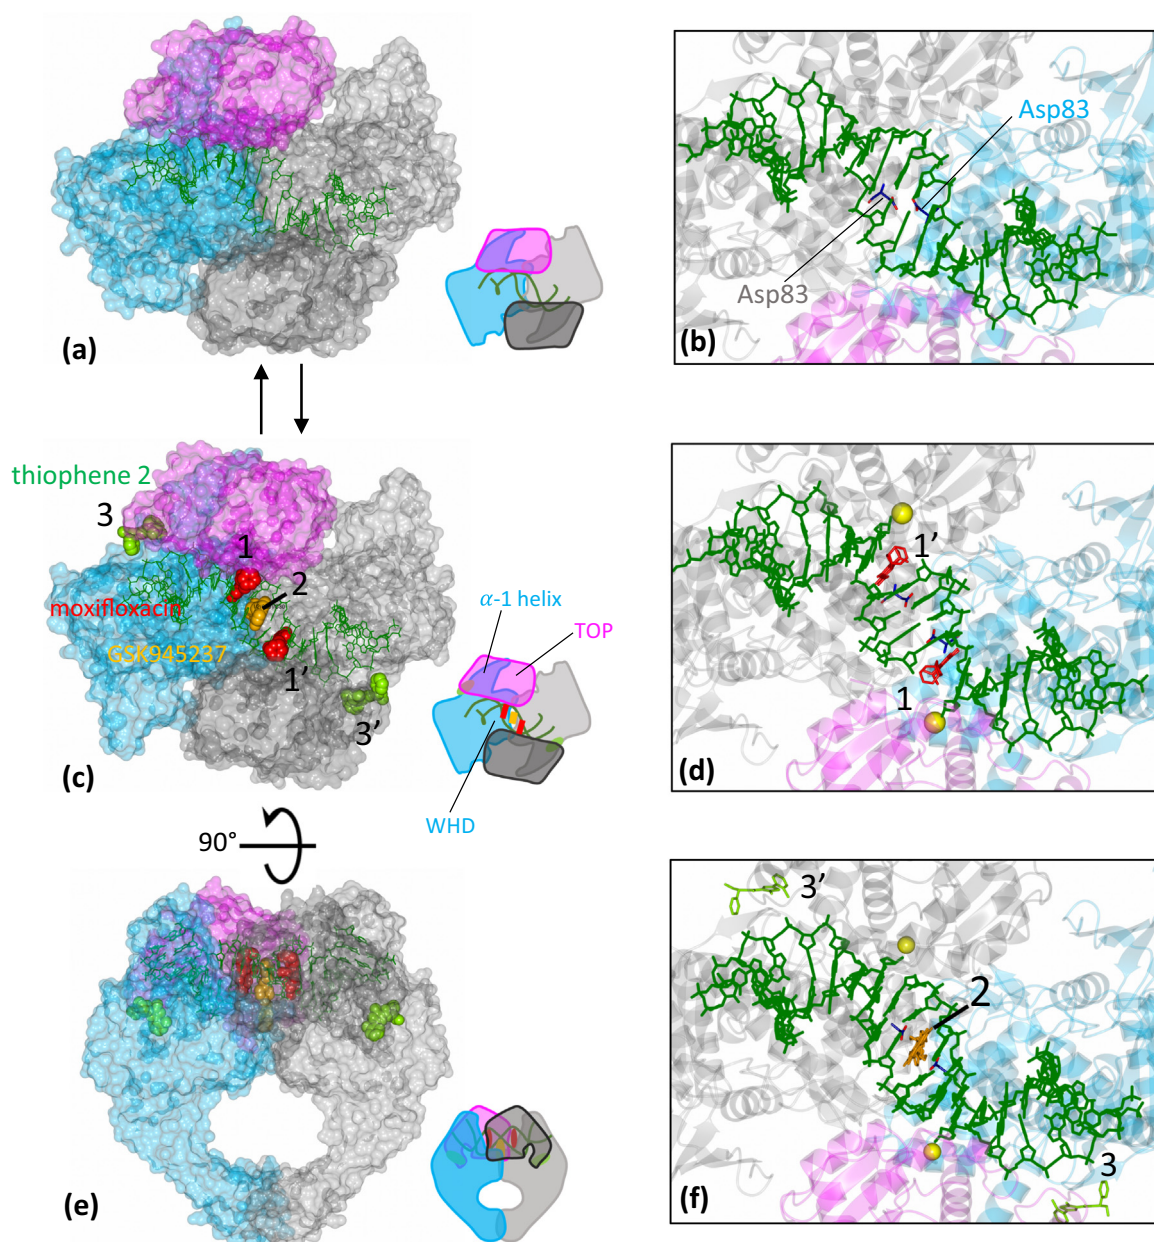 (a)
Asp83
Asp83
(b)
thiophene 2
3
1
2
moxifloxacin
GSK945237
1’
3’
α-1 helix
TOP
WHD
(c)
1’
1
(d)
90°
(e)
3’
2
3
(f)